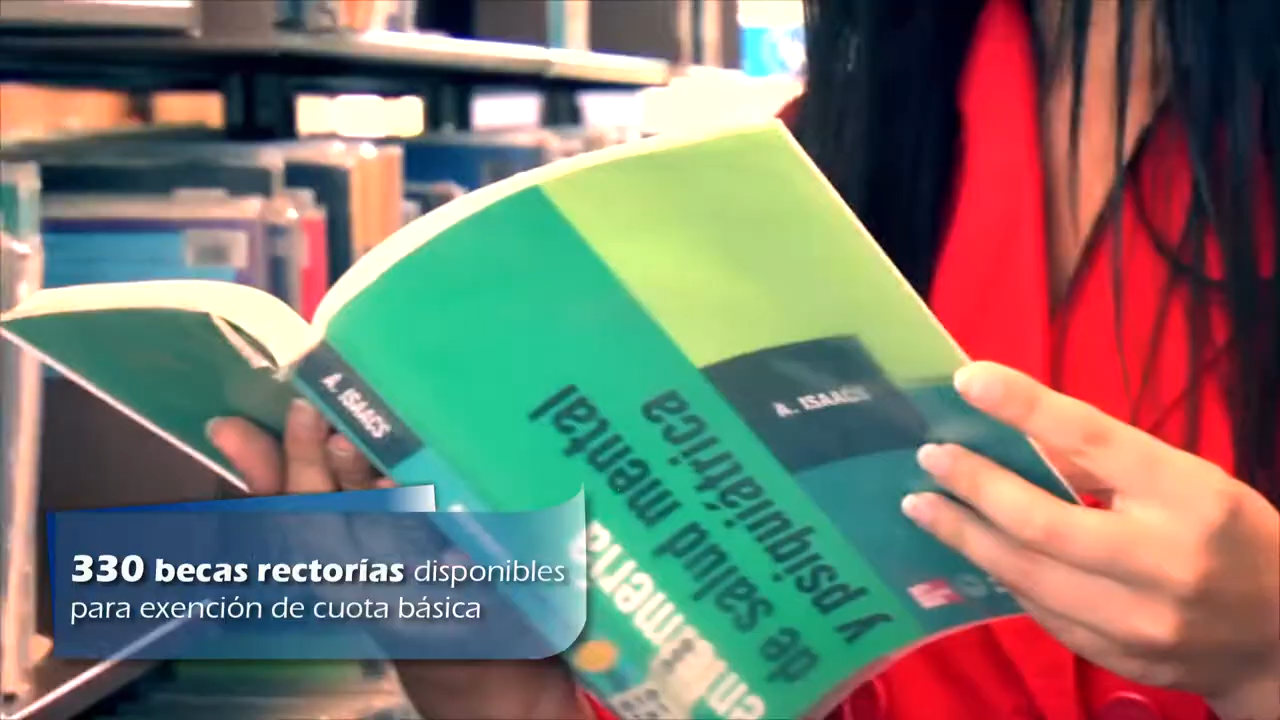 A. ISAACS
A. ISAACS
de salud mental
y psiquiátrica
330 becas rectorías disponibles
para exención de cuota básica